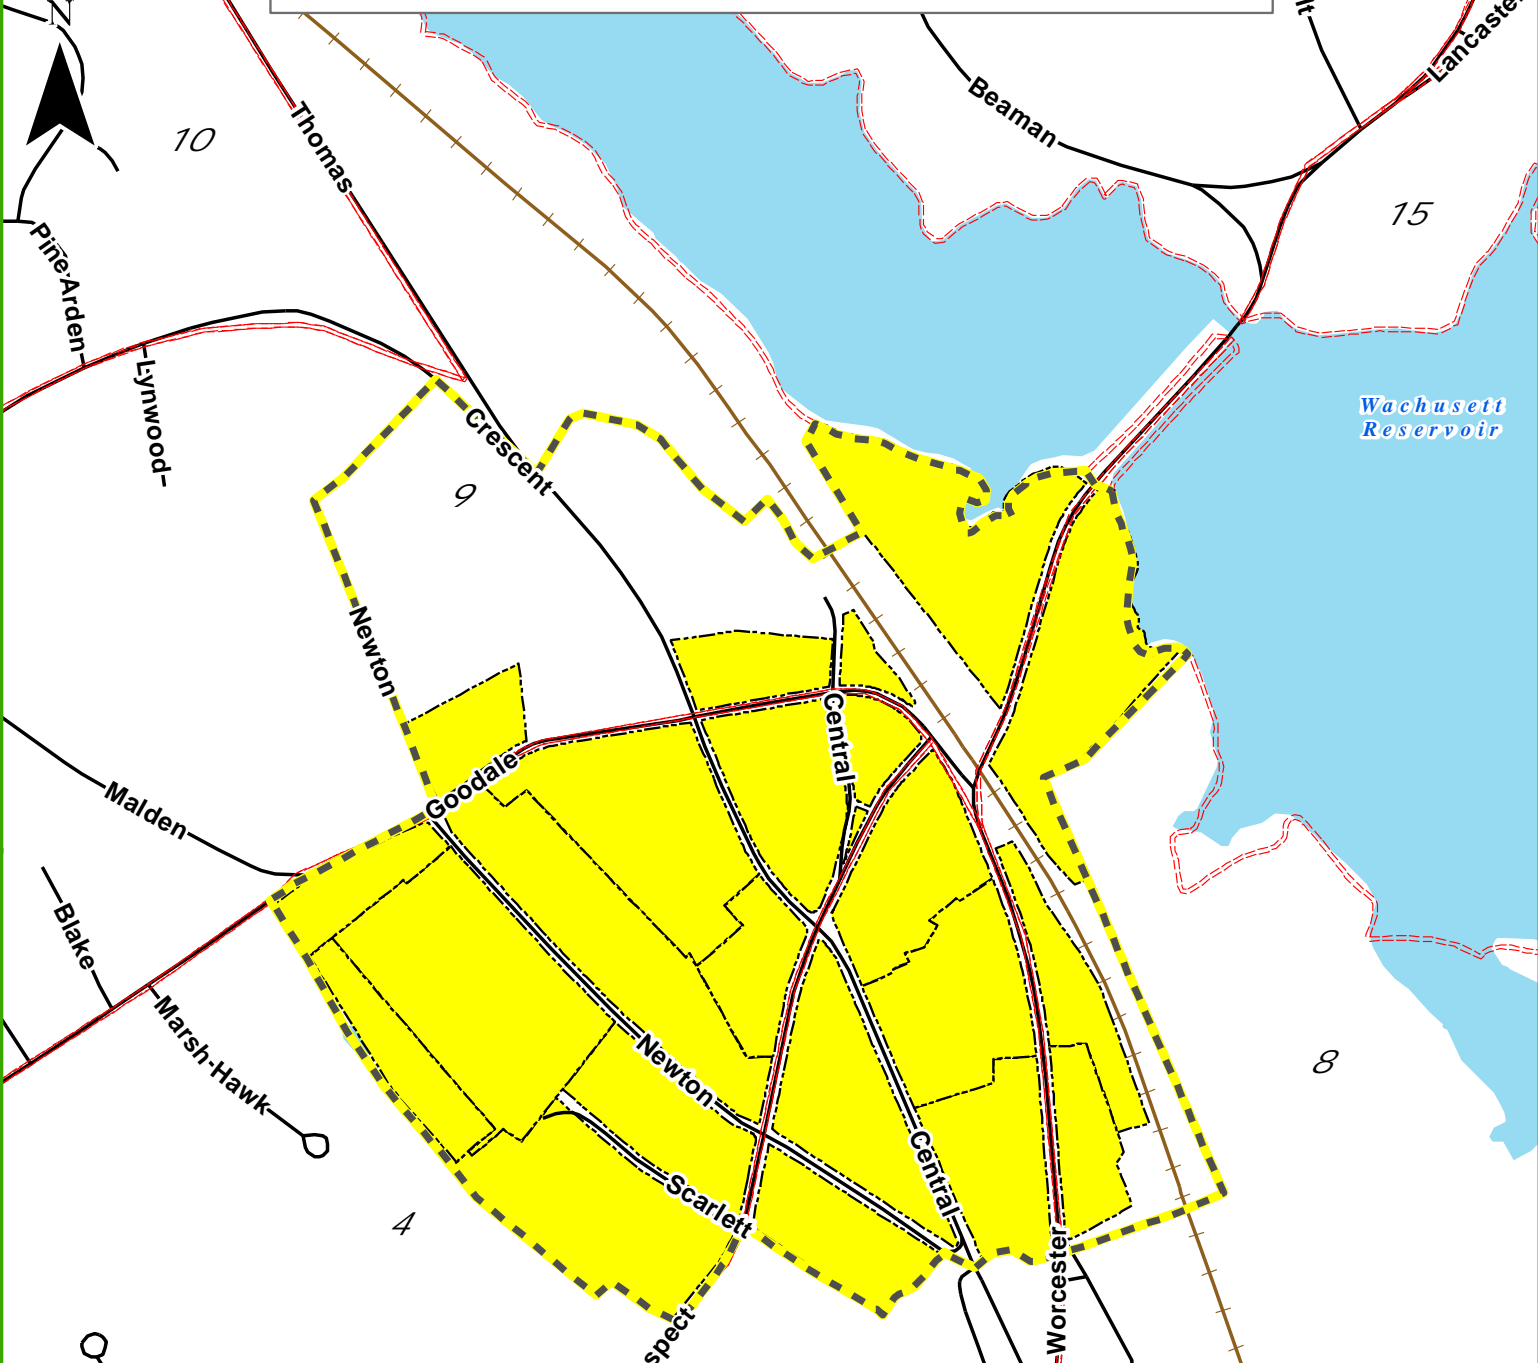 N
lt
Lancaster
Beaman
Thomas
10
15
Pine-Arden
Lynwood
Wachusett
Reservoir
Crescent
9
Newton
Central
Goodale
Malden
Blake
Marsh-Hawk
Newton
8
Central
Scarlett
4
Worcester
spect